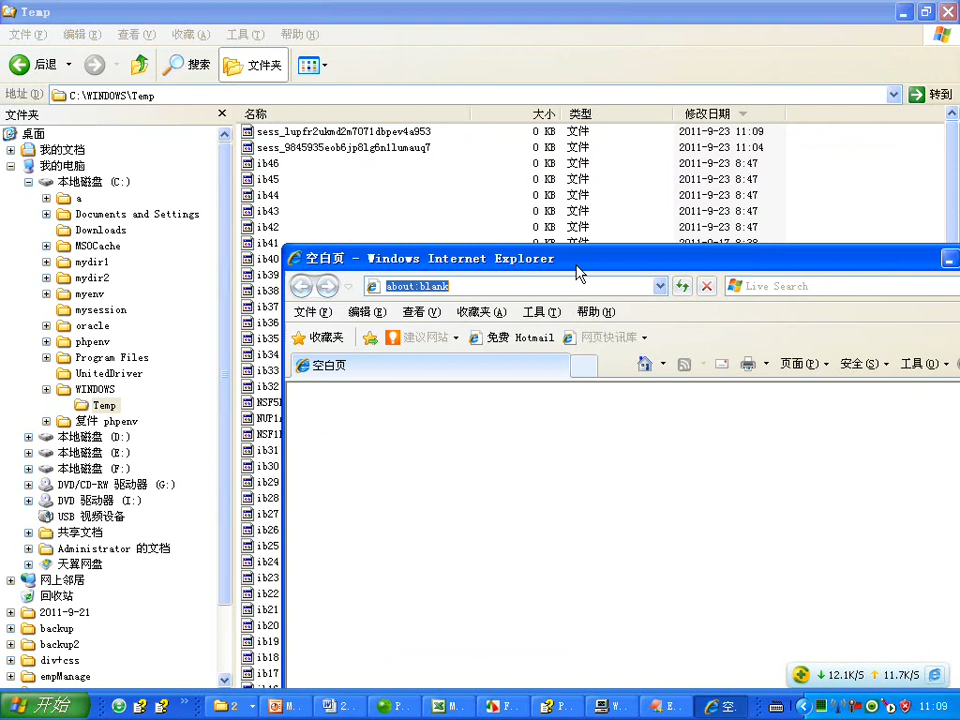 Temp
文件(F) 编辑(E) 查看(V) 收藏(A) 工具(T) 帮助(H)
后退 搜索 文件夹
地址(D) C:\WINDOWS\Temp 转到
文件夹
名称 大小 类型 修改日期
桌面
我的文档
我的电脑
本地磁盘 (C:)
a
Documents and Settings
Downloads
MSOCache
mydir1
mydir2
myenv
mysession
oracle
phpenv
Program Files
UnitedDriver
WINDOWS
Temp
复件 phpenv
本地磁盘 (D:)
本地磁盘 (E:)
本地磁盘 (F:)
DVD/CD-RW 驱动器 (G:)
DVD 驱动器 (I:)
USB 视频设备
共享文档
Administrator 的文档
天翼网盘
网上邻居
回收站
2011-9-21
backup
backup2
div+css
empManage
sess_1upfr2ukmd2m7071dbpev4a953 0 KB 文件 2011-9-23 11:09
sess_9845935eob6jp8lg6n1lumauq7 0 KB 文件 2011-9-23 11:04
ib46 0 KB 文件 2011-9-23 8:47
ib45 0 KB 文件 2011-9-23 8:47
ib44 0 KB 文件 2011-9-23 8:47
ib43 0 KB 文件 2011-9-23 8:47
ib42 0 KB 文件 2011-9-23 8:47
ib41
ib40
ib39
ib38
ib37
ib36
ib35
ib34
ib33
ib32
ib31
ib30
ib29
ib28
ib27
ib26
ib25
ib24
ib23
ib22
ib21
ib20
ib19
ib18
ib17
空白页 - Windows Internet Explorer
about:blank Live Search
文件(F) 编辑(E) 查看(V) 收藏夹(A) 工具(T) 帮助(H)
收藏夹 建议网站 免费 Hotmail 网页快讯库
空白页 页面(P) 安全(S) 工具(O)
12.1K/S 11.7K/S
开始 2 M... 2... P... M... F... P... W... E... 空... 11:09